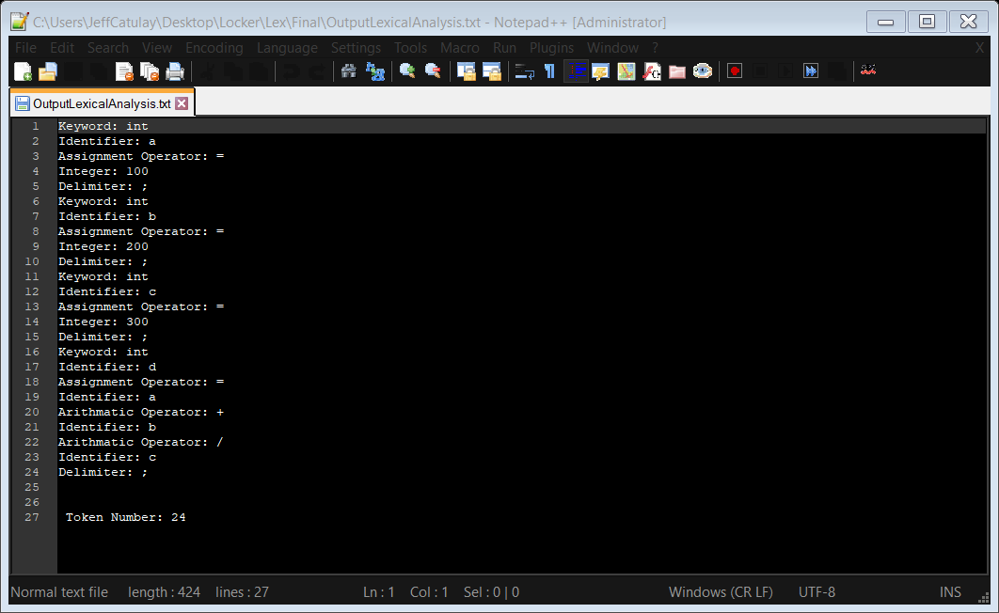 C:\Users\JeffCatulay\Desktop\Locker\Lex\Final\OutputLexicalAnalysis.txt - Notepad++ [Administrator]
File Edit Search View Encoding Language Settings Tools Macro Run Plugins Window ? X
OutputLexicalAnalysis.txt
1 Keyword: int
2 Identifier: a
3 Assignment Operator: =
4 Integer: 100
5 Delimiter: ;
6 Keyword: int
7 Identifier: b
8 Assignment Operator: =
9 Integer: 200
10 Delimiter: ;
11 Keyword: int
12 Identifier: c
13 Assignment Operator: =
14 Integer: 300
15 Delimiter: ;
16 Keyword: int
17 Identifier: d
18 Assignment Operator: =
19 Identifier: a
20 Arithmatic Operator: +
21 Identifier: b
22 Arithmatic Operator: /
23 Identifier: c
24 Delimiter: ;
25
26
27 Token Number: 24
Normal text file length : 424 lines : 27 Ln : 1 Col : 1 Sel : 0 | 0 Windows (CR LF) UTF-8 INS